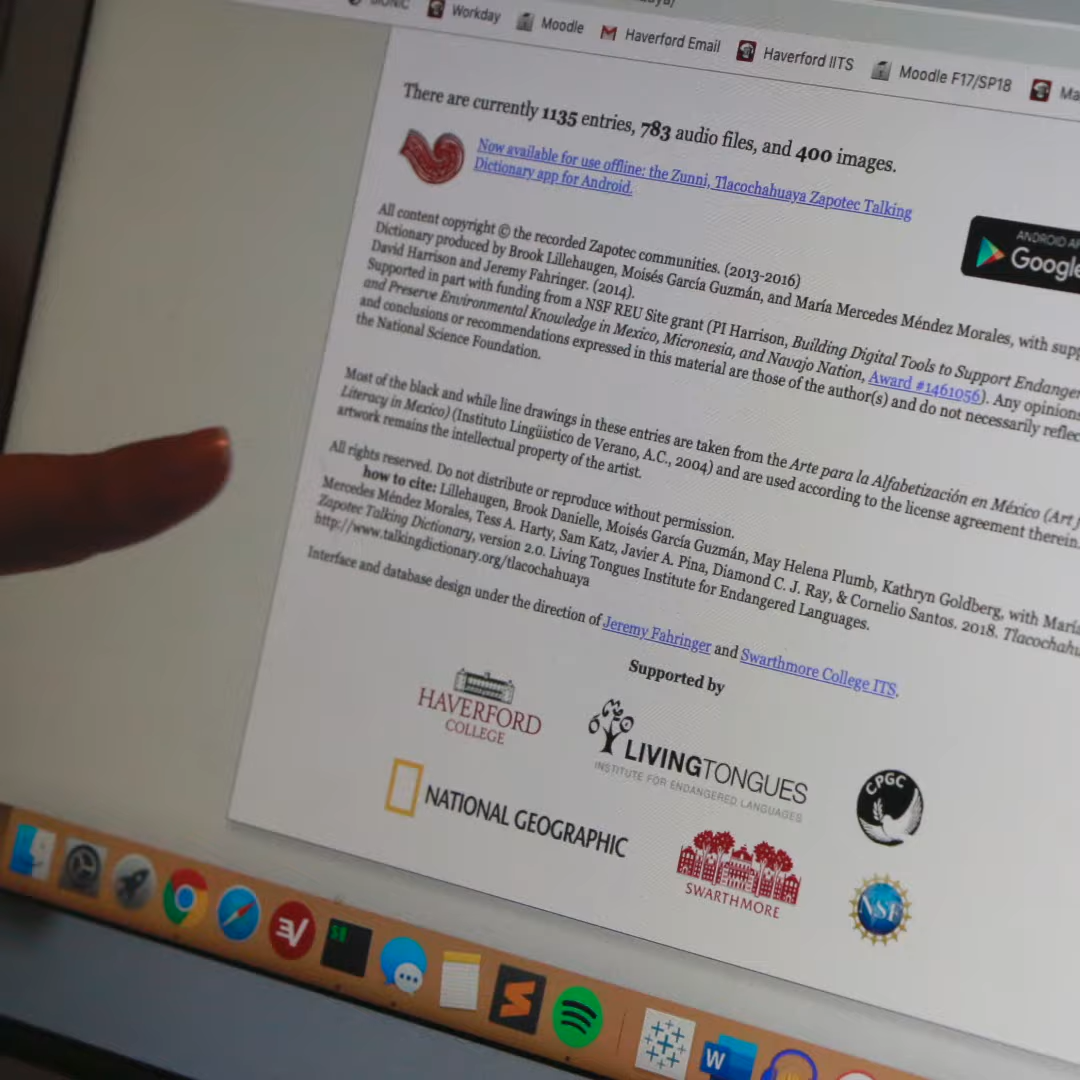 BIONIC Workday Moodle Haverford Email Haverford IITS Moodle F17/SP18
There are currently 1135 entries, 783 audio files, and 400 images.
Now available for use offline: the Zunni, Tlacochahuaya Zapotec Talking
Dictionary app for Android.
ANDROID
Google
All content copyright © the recorded Zapotec communities. (2013-2016)
Dictionary produced by Brook Lillehaugen, Moisés García Guzmán, and María Mercedes Méndez Morales, with
David Harrison and Jeremy Fahringer. (2014).
Supported in part with funding from a NSF REU Site grant (PI Harrison, Building Digital Tools to Support
and Preserve Environmental Knowledge in Mexico, Micronesia, and Navajo Nation, Award #1461056). Any opinions
and conclusions or recommendations expressed in this material are those of the author(s) and do not necessarily
the National Science Foundation.
Most of the black and while line drawings in these entries are taken from the Arte para la Alfabetización en México (Art
Literacy in Mexico) (Instituto Lingüistico de Verano, A.C., 2004) and are used according to the license agreement therein.
artwork remains the intellectual property of the artist.
All rights reserved. Do not distribute or reproduce without permission.
how to cite: Lillehaugen, Brook Danielle, Moisés García Guzmán, May Helena Plumb, Kathryn Goldberg, with María
Mercedes Méndez Morales, Tess A. Harty, Sam Katz, Javier A. Pina, Diamond C. J. Ray, & Cornelio Santos. 2018.
Zapotec Talking Dictionary, version 2.0. Living Tongues Institute for Endangered Languages.
http://www.talkingdictionary.org/tlacochahuaya
Interface and database design under the direction of Jeremy Fahringer and Swarthmore College ITS.
Supported by
HAVERFORD
COLLEGE
LIVINGTONGUES
INSTITUTE FOR ENDANGERED LANGUAGES
CPGC
NATIONAL GEOGRAPHIC
SWARTHMORE
NSF
$
W